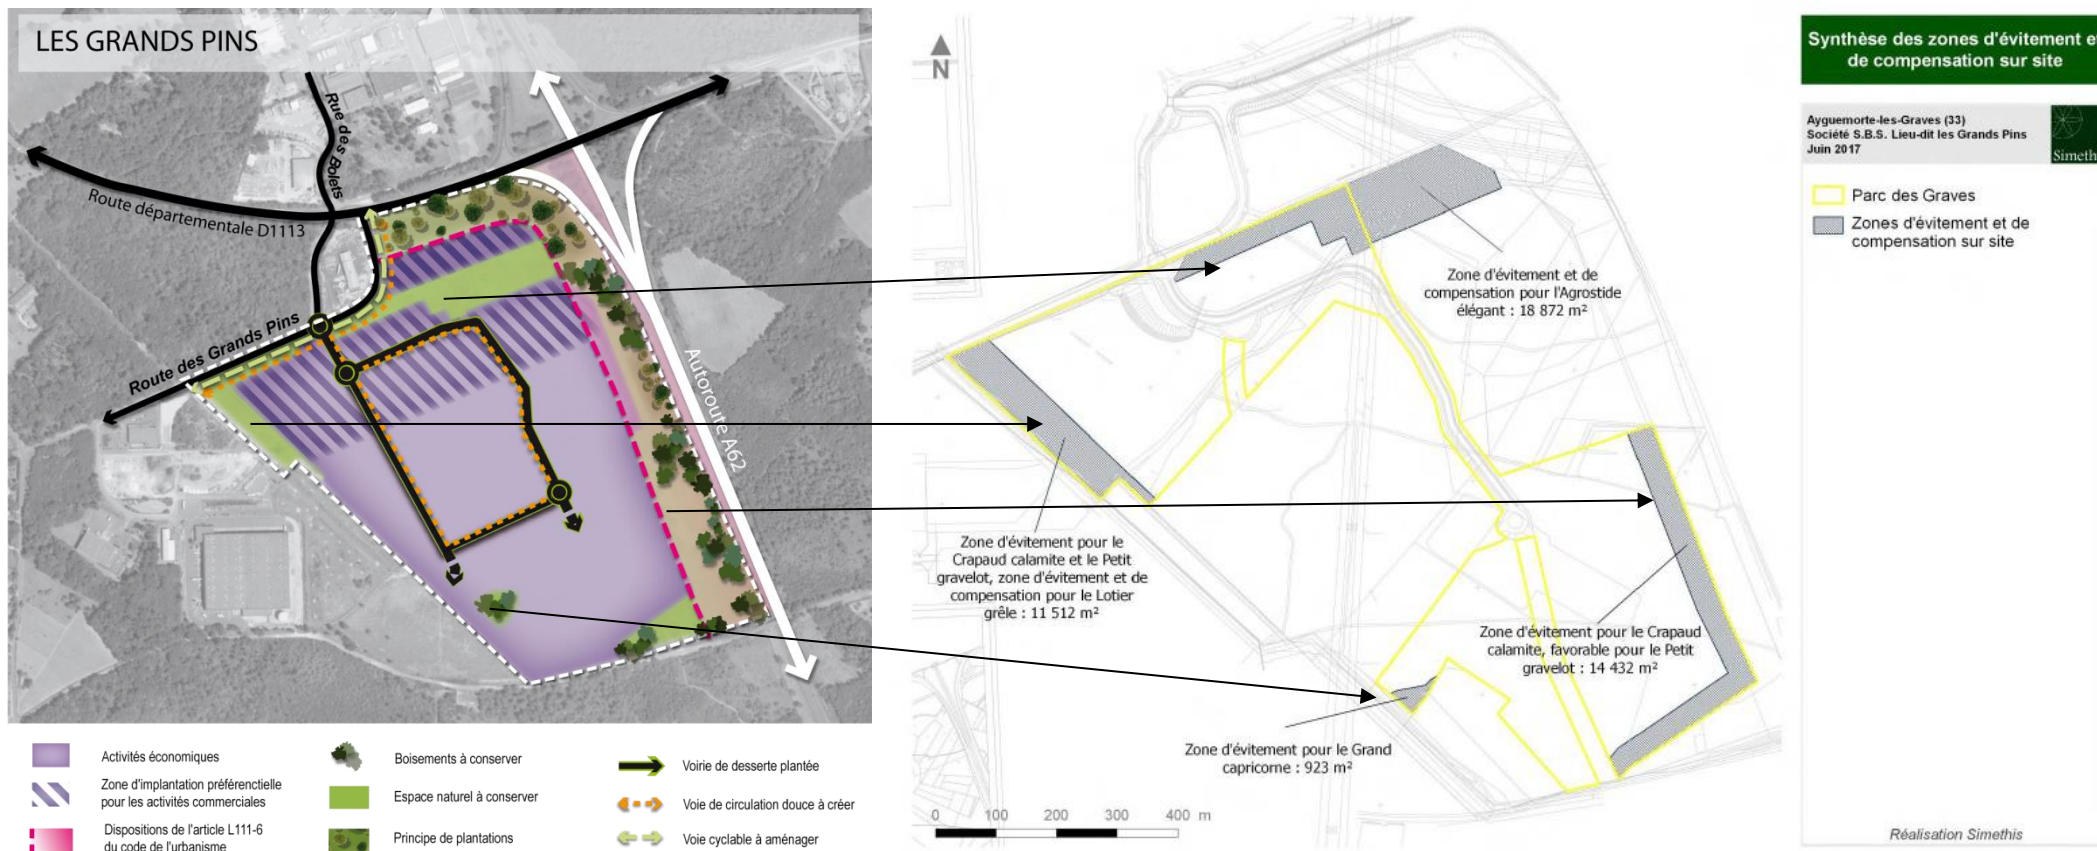 LES GRANDS PINS
Rue des Bolets
Route départementale D1113
Route des Grands Pins
Autoroute A62
Activités économiques
Zone d'implantation préférentielle
pour les activités commerciales
Dispositions de l'article L111-6
du code de l'urbanisme
Boisements à conserver
Espace naturel à conserver
Principe de plantations
Voirie de desserte plantée
Voie de circulation douce à créer
Voie cyclable à aménager
N
Zone d'évitement et de
compensation pour l'Agrostide
élégant : 18 872 m²
Zone d'évitement pour le
Crapaud calamite et le Petit
gravelot, zone d'évitement et de
compensation pour le Lotier
grêle : 11 512 m²
Zone d'évitement pour le Crapaud
calamite, favorable pour le Petit
gravelot : 14 432 m²
Zone d'évitement pour le Grand
capricorne : 923 m²
0 100 200 300 400 m
Synthèse des zones d'évitement et
de compensation sur site
Ayguemorte-les-Graves (33)
Société S.B.S. Lieu-dit les Grands Pins
Juin 2017
Simeth
Parc des Graves
Zones d'évitement et de
compensation sur site
Réalisation Simethis